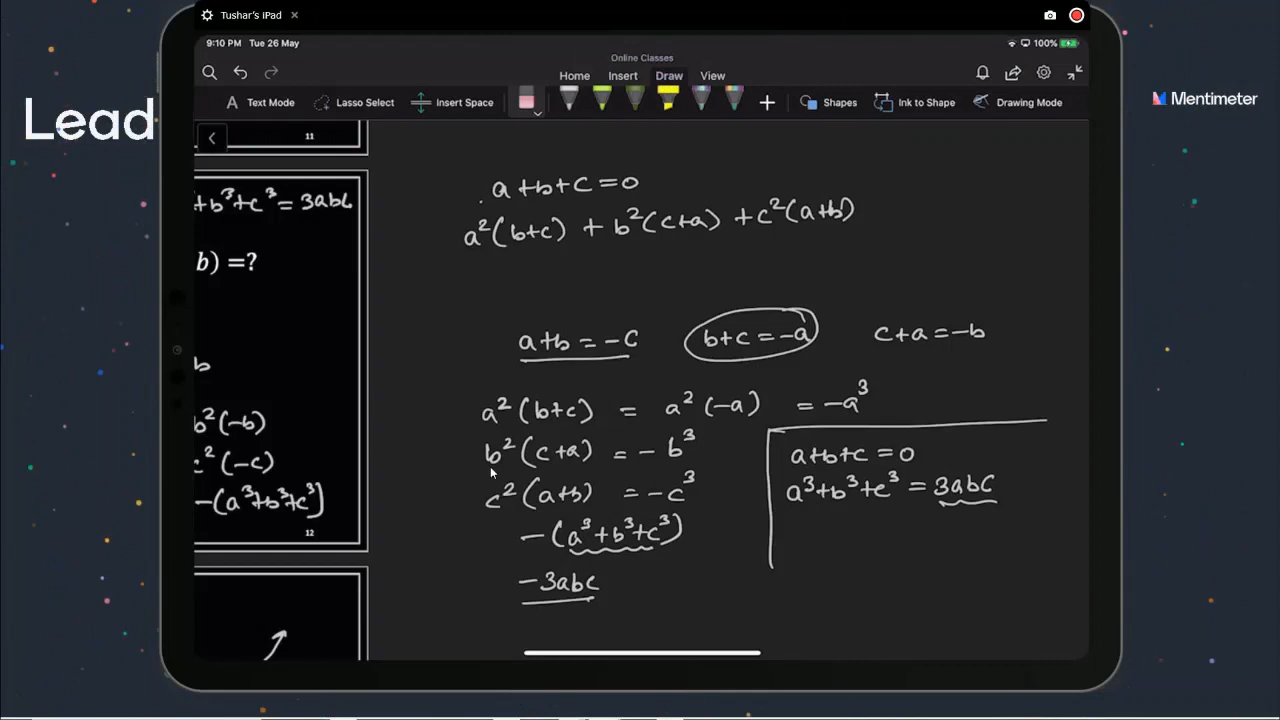 Tushar's iPad
9:10 PM Tue 26 May
100%
Online Classes
Home Insert Draw View
Text Mode Lasso Select Insert Space Shapes Ink to Shape Drawing Mode
Lead
Mentimeter
11
+b³+c³ = 3abc
b) =?
b
b²(-b)
c²(-c)
-(a³+b³+c³)
12
a+b+c=0
a²(b+c) + b²(c+a) + c²(a+b)
a+b = -c b+c = -a c+a = -b
a²(b+c) = a²(-a) = -a³
b²(c+a) = -b³
c²(a+b) = -c³
-(a³+b³+c³)
-3abc
a+b+c = 0
a³+b³+c³ = 3abc